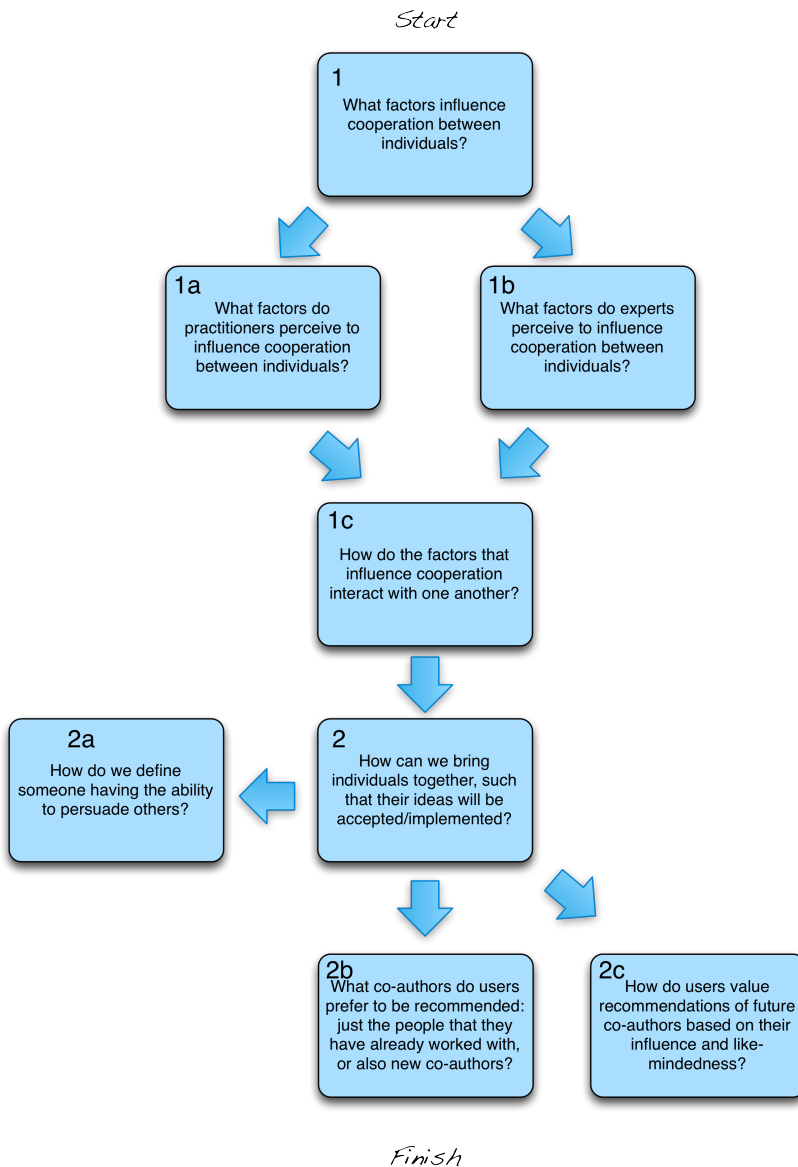 Start
1
What factors influence
cooperation between
individuals?
1a
What factors do
practitioners perceive to
influence cooperation
between individuals?
1b
What factors do experts
perceive to influence
cooperation between
individuals?
1c
How do the factors that
influence cooperation
interact with one another?
2a
How do we define
someone having the ability
to persuade others?
2
How can we bring
individuals together, such
that their ideas will be
accepted/implemented?
2b
What co-authors do users
prefer to be recommended:
just the people that they
have already worked with,
or also new co-authors?
2c
How do users value
recommendations of future
co-authors based on their
influence and like-
mindedness?
Finish